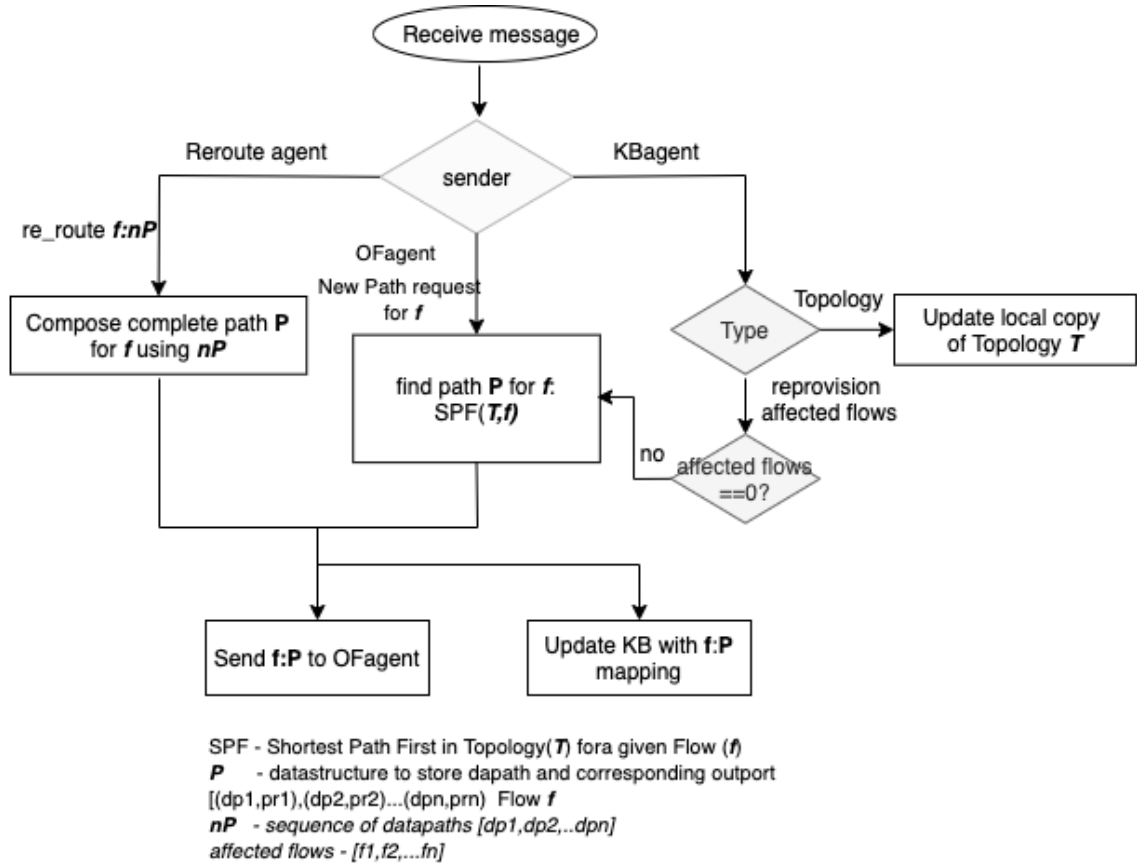 Receive message
Reroute agent
KBagent
sender
re_route f:nP
OFagent
New Path request
for f
Compose complete path P
for f using nP
Topology
Type
Update local copy
of Topology T
find path P for f:
SPF(T,f)
reprovision
affected flows
no
affected flows
==0?
Send f:P to OFagent
Update KB with f:P
mapping
SPF - Shortest Path First in Topology(T) fora given Flow (f)
P - datastructure to store dapath and corresponding outport
[(dp1,pr1),(dp2,pr2)...(dpn,prn) Flow f
nP - sequence of datapaths [dp1,dp2,..dpn]
affected flows - [f1,f2,...fn]